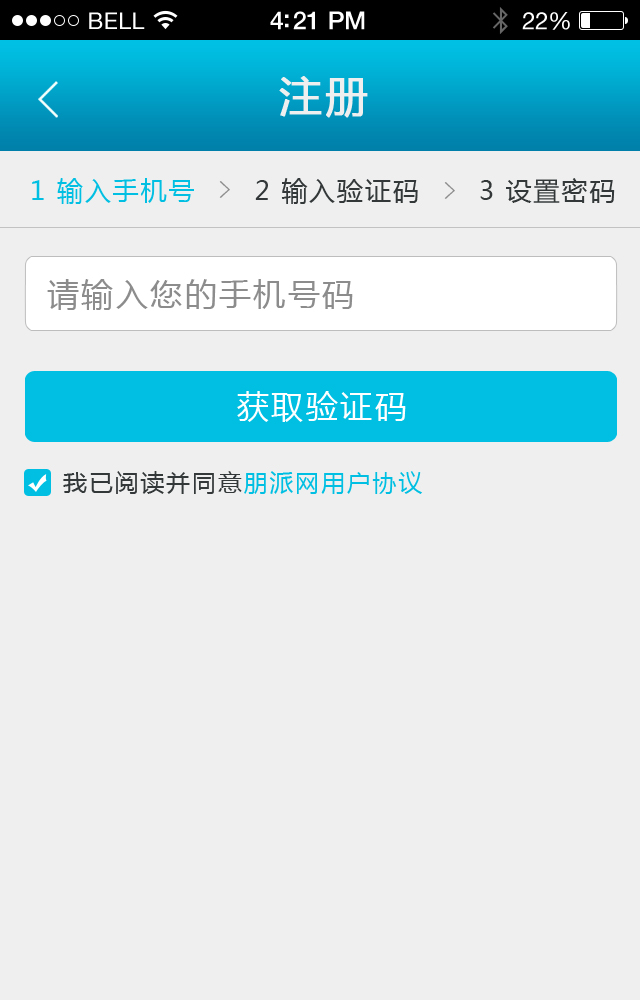 BELL 4:21 PM 22%
注册
1 输入手机号 > 2 输入验证码 > 3 设置密码
请输入您的手机号码
获取验证码
我已阅读并同意朋派网用户协议